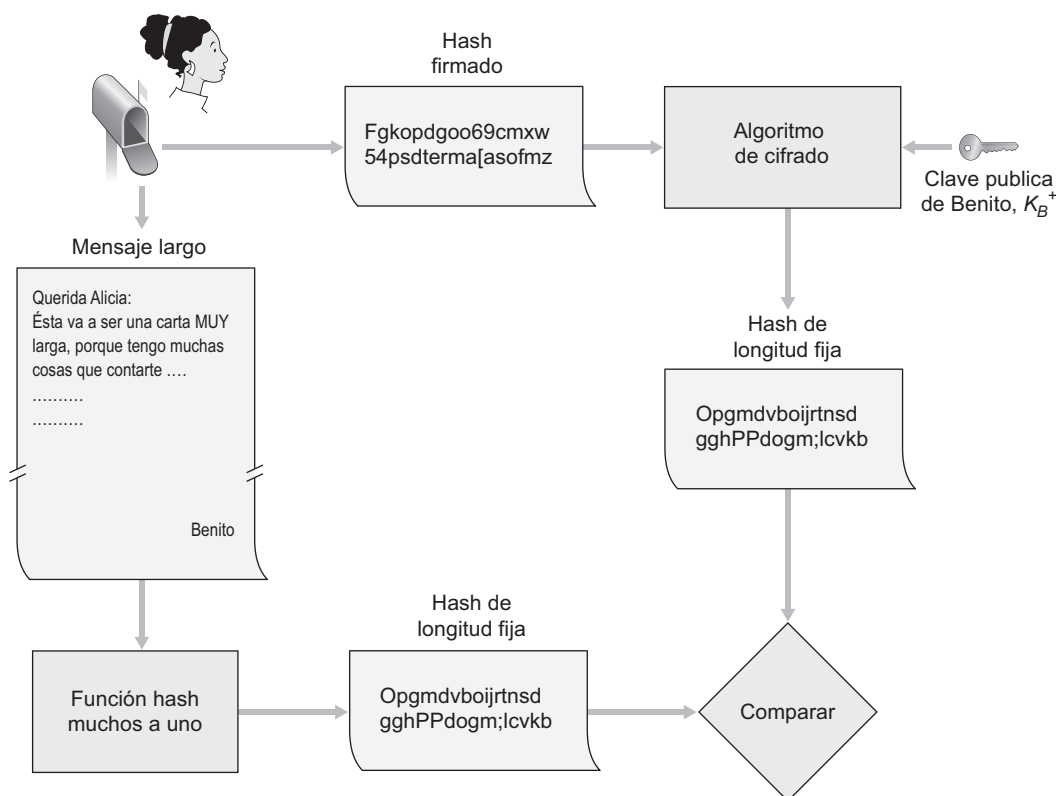 Hash
firmado
Fgkopdgoo69cmxw
54psdterma[asofmz
Algoritmo
de cifrado
Clave publica
de Benito, K_B^+
Mensaje largo
Querida Alicia:
Ésta va a ser una carta MUY
larga, porque tengo muchas
cosas que contarte ....
..........
..........
Benito
Hash de
longitud fija
Opgmdvboijrtnsd
gghPPdogm;lcvkb
Función hash
muchos a uno
Hash de
longitud fija
Opgmdvboijrtnsd
gghPPdogm;lcvkb
Comparar